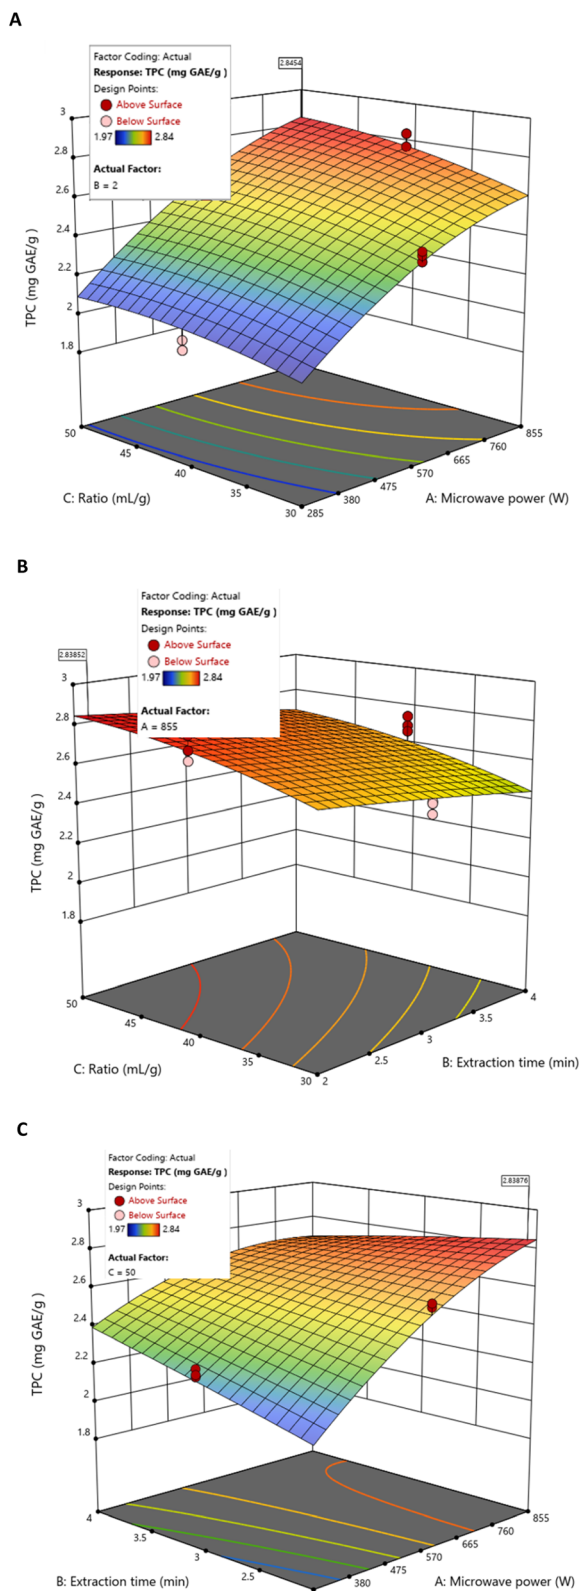 A
Factor Coding: Actual
Response: TPC (mg GAE/g )
Design Points:
Above Surface
Below Surface
1.97 2.84
Actual Factor:
B = 2
2.8454
3
2.8
2.6
2.4
2.2
2
1.8
TPC (mg GAE/g )
50
45
40
35
30
285
380
475
570
665
760
855
C: Ratio (mL/g)
A: Microwave power (W)
B
Factor Coding: Actual
Response: TPC (mg GAE/g )
Design Points:
Above Surface
Below Surface
1.97 2.84
Actual Factor:
A = 855
2.83852
3
2.8
2.6
2.4
2.2
2
1.8
TPC (mg GAE/g )
50
45
40
35
30
2
2.5
3
3.5
4
C: Ratio (mL/g)
B: Extraction time (min)
C
Factor Coding: Actual
Response: TPC (mg GAE/g )
Design Points:
Above Surface
Below Surface
1.97 2.84
Actual Factor:
C = 50
2.83876
3
2.8
2.6
2.4
2.2
2
1.8
TPC (mg GAE/g )
4
3.5
3
2.5
380
475
570
665
760
855
B: Extraction time (min)
A: Microwave power (W)